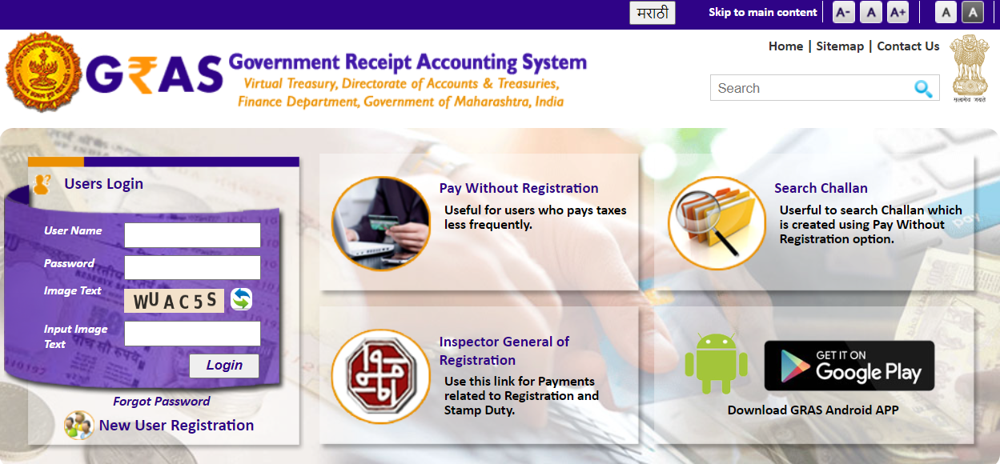 मराठी
Skip to main content
A- A A+ A A
GRAS
Government Receipt Accounting System
Virtual Treasury, Directorate of Accounts & Treasuries,
Finance Department, Government of Maharashtra, India
Home | Sitemap | Contact Us
Search
सत्यमेव जयते
Users Login
User Name
Password
Image Text
WUAC5S
Input Image
Text
Login
Forgot Password
New User Registration
Pay Without Registration
Useful for users who pays taxes
less frequently.
Search Challan
Userful to search Challan which
is created using Pay Without
Registration option.
Inspector General of
Registration
Use this link for Payments
related to Registration and
Stamp Duty.
GET IT ON
Google Play
Download GRAS Android APP